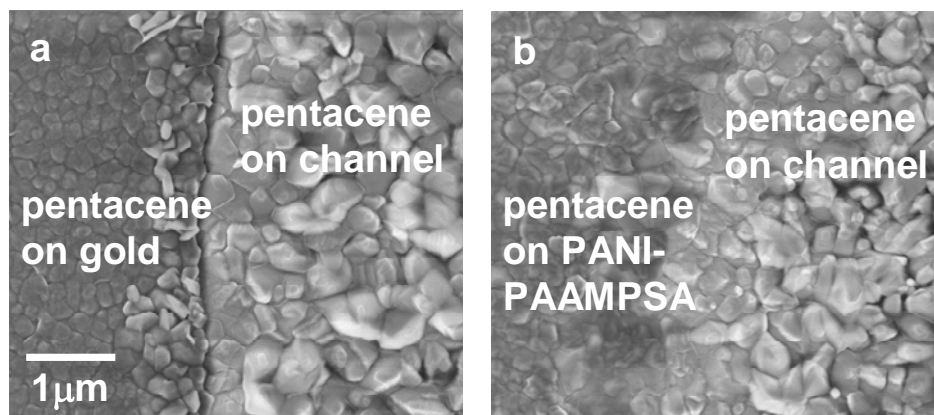 a
pentacene
on channel
pentacene
on gold
1μm
b
pentacene
on channel
pentacene
on PANI-
PAAMPSA